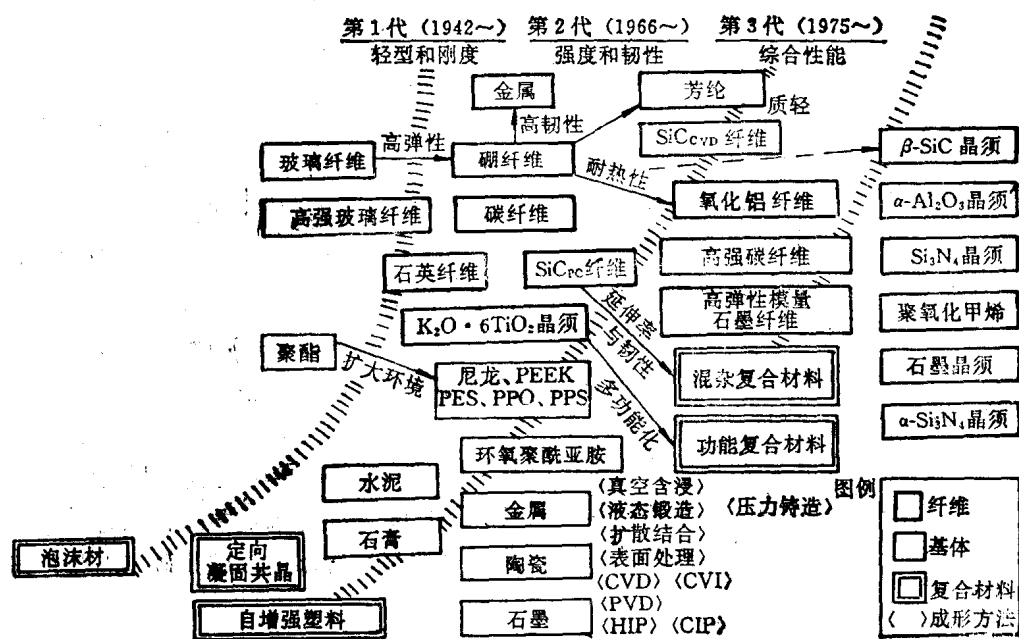 第1代（1942～）
第2代（1966～）
第3代（1975～）
轻型和刚度
强度和韧性
综合性能
金属
芳纶
质轻
高韧性
SiC_CVD纤维
高弹性
玻璃纤维
硼纤维
耐热性
β-SiC晶须
高强玻璃纤维
碳纤维
氧化铝纤维
α-Al₂O₃晶须
石英纤维
SiC_PC纤维
高强碳纤维
Si₃N₄晶须
延伸率
与韧性
高弹性模量
石墨纤维
聚氧化甲烯
K₂O·6TiO₂晶须
聚酯
扩大环境
尼龙、PEEK
PES、PPO、PPS
多功能化
混杂复合材料
石墨晶须
功能复合材料
α-Si₃N₄晶须
环氧聚酰亚胺
水泥
石膏
金属
〈真空含浸〉
〈液态锻造〉〈压力铸造〉
〈扩散结合〉
陶瓷
〈表面处理〉
〈CVD〉〈CVI〉
石墨
〈PVD〉
〈HIP〉〈CIP〉
泡沫材
定向
凝固共晶
自增强塑料
图例
纤维
基体
复合材料
〈 〉成形方法